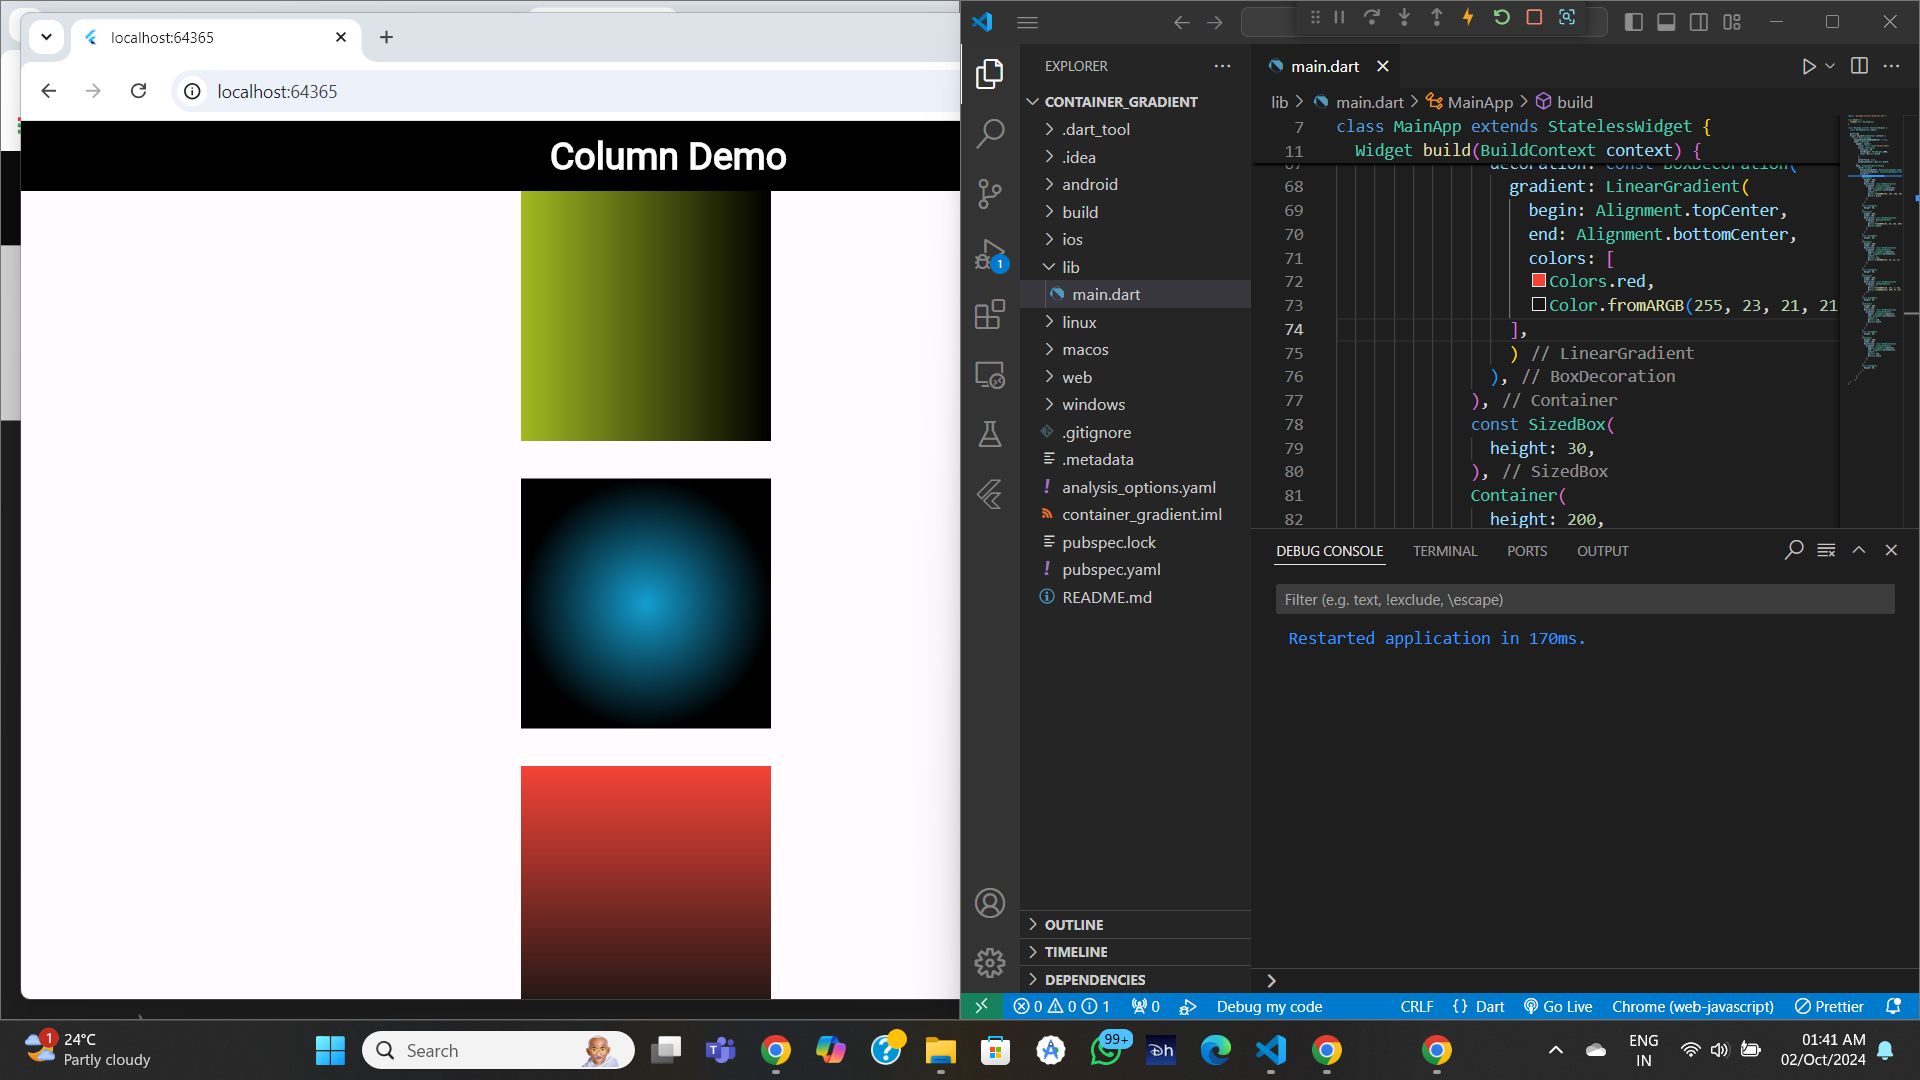 localhost:64365
localhost:64365
Column Demo
EXPLORER
CONTAINER_GRADIENT
.dart_tool
.idea
android
build
ios
lib
main.dart
linux
macos
web
windows
.gitignore
.metadata
analysis_options.yaml
container_gradient.iml
pubspec.lock
pubspec.yaml
README.md
OUTLINE
TIMELINE
DEPENDENCIES
1
main.dart
lib > main.dart > MainApp > build
7 class MainApp extends StatelessWidget {
11 Widget build(BuildContext context) {
67 decoration: const BoxDecoration(
68 gradient: LinearGradient(
69 begin: Alignment.topCenter,
70 end: Alignment.bottomCenter,
71 colors: [
72 Colors.red,
73 Color.fromARGB(255, 23, 21, 21
74 ],
75 ) // LinearGradient
76 ), // BoxDecoration
77 ), // Container
78 const SizedBox(
79 height: 30,
80 ), // SizedBox
81 Container(
82 height: 200,
DEBUG CONSOLE TERMINAL PORTS OUTPUT
Filter (e.g. text, !exclude, \escape)
Restarted application in 170ms.
0 0 1 0 Debug my code CRLF {} Dart Go Live Chrome (web-javascript) Prettier
1
24°C
Partly cloudy
Search
99+
ENG
IN
01:41 AM
02/Oct/2024